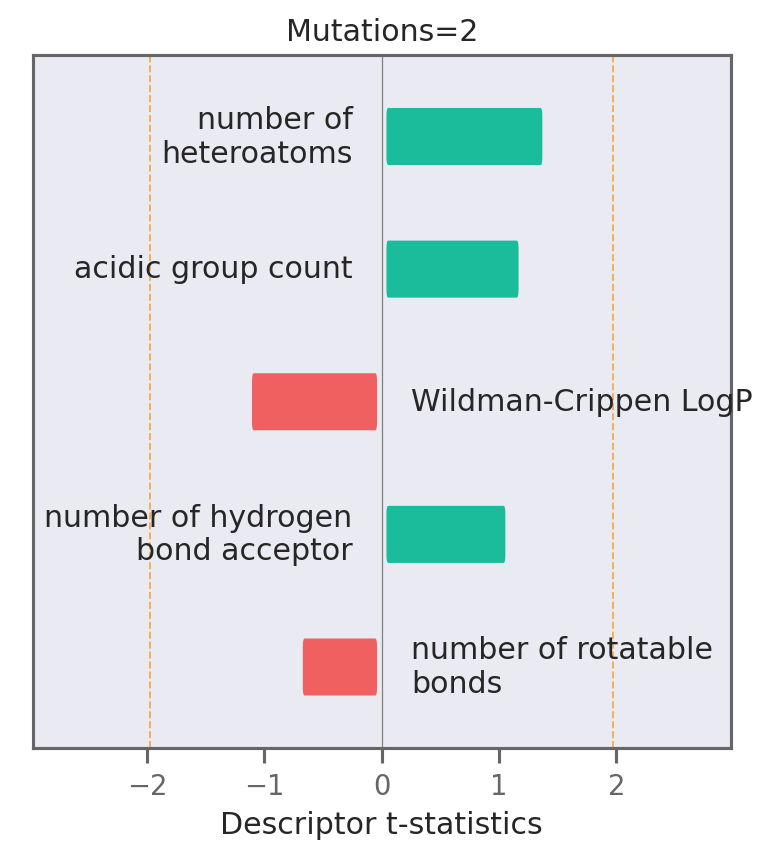 Mutations=2
number of
heteroatoms
acidic group count
Wildman-Crippen LogP
number of hydrogen
bond acceptor
number of rotatable
bonds
−2 −1 0 1 2
Descriptor t-statistics